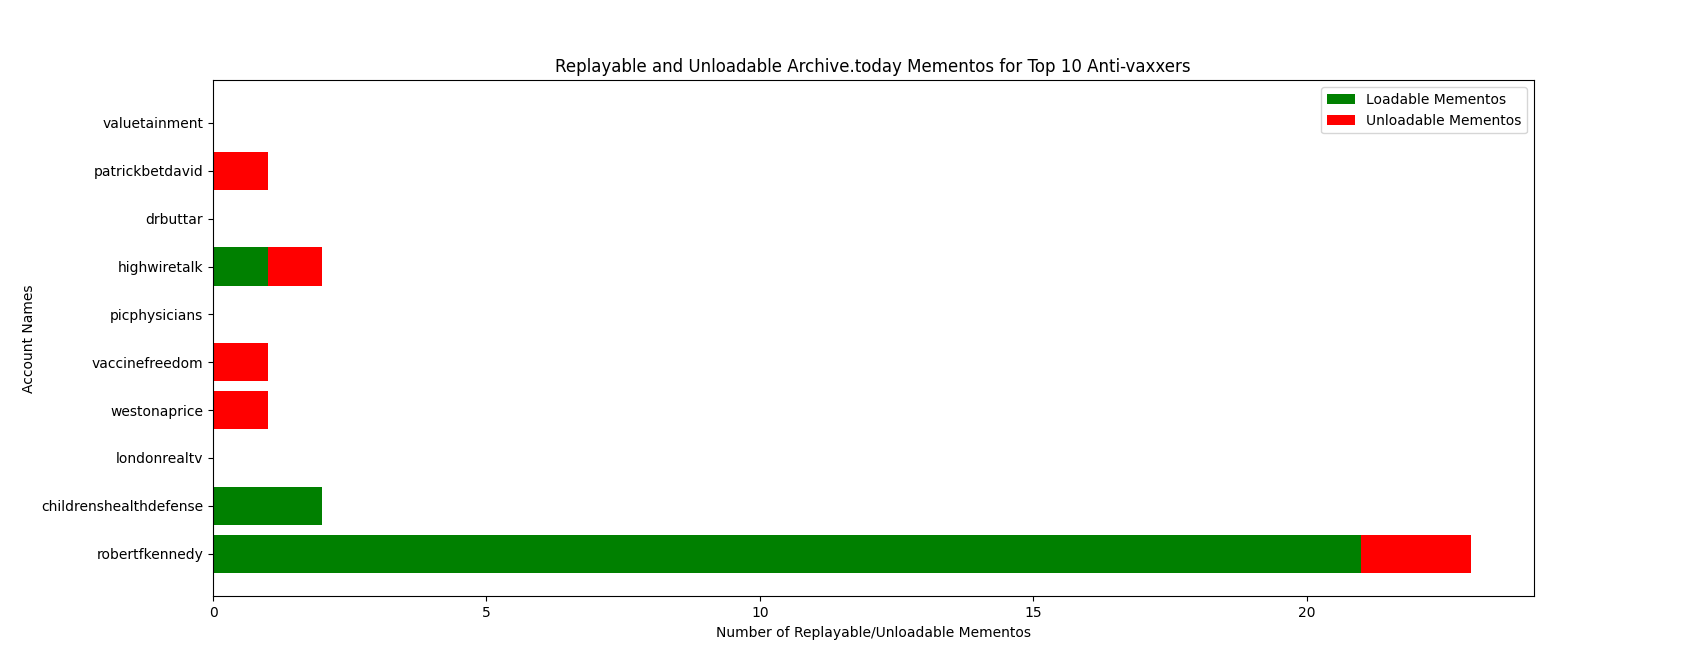 Replayable and Unloadable Archive.today Mementos for Top 10 Anti-vaxxers
Loadable Mementos
Unloadable Mementos
Account Names
valuetainment
patrickbetdavid
drbuttar
highwiretalk
picphysicians
vaccinefreedom
westonaprice
londonrealtv
childrenshealthdefense
robertfkennedy
0 5 10 15 20
Number of Replayable/Unloadable Mementos